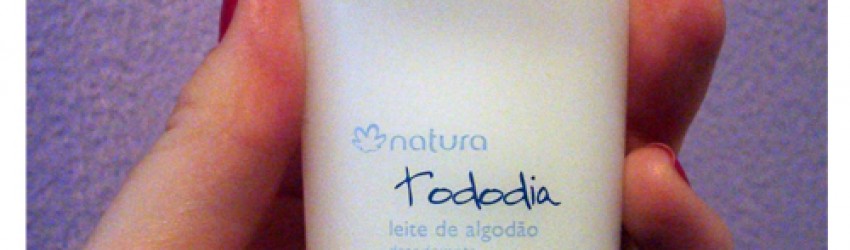 natura
Tododia
leite de algodão